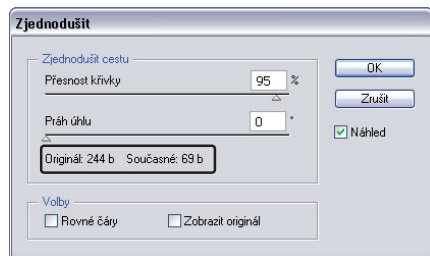 Zjednodušit
Zjednodušit cestu
Přesnost křivky 95 %
Práh úhlu 0 °
Originál: 244 b Současné: 69 b
Volby
Rovné čáry Zobrazit originál
OK
Zrušit
Náhled